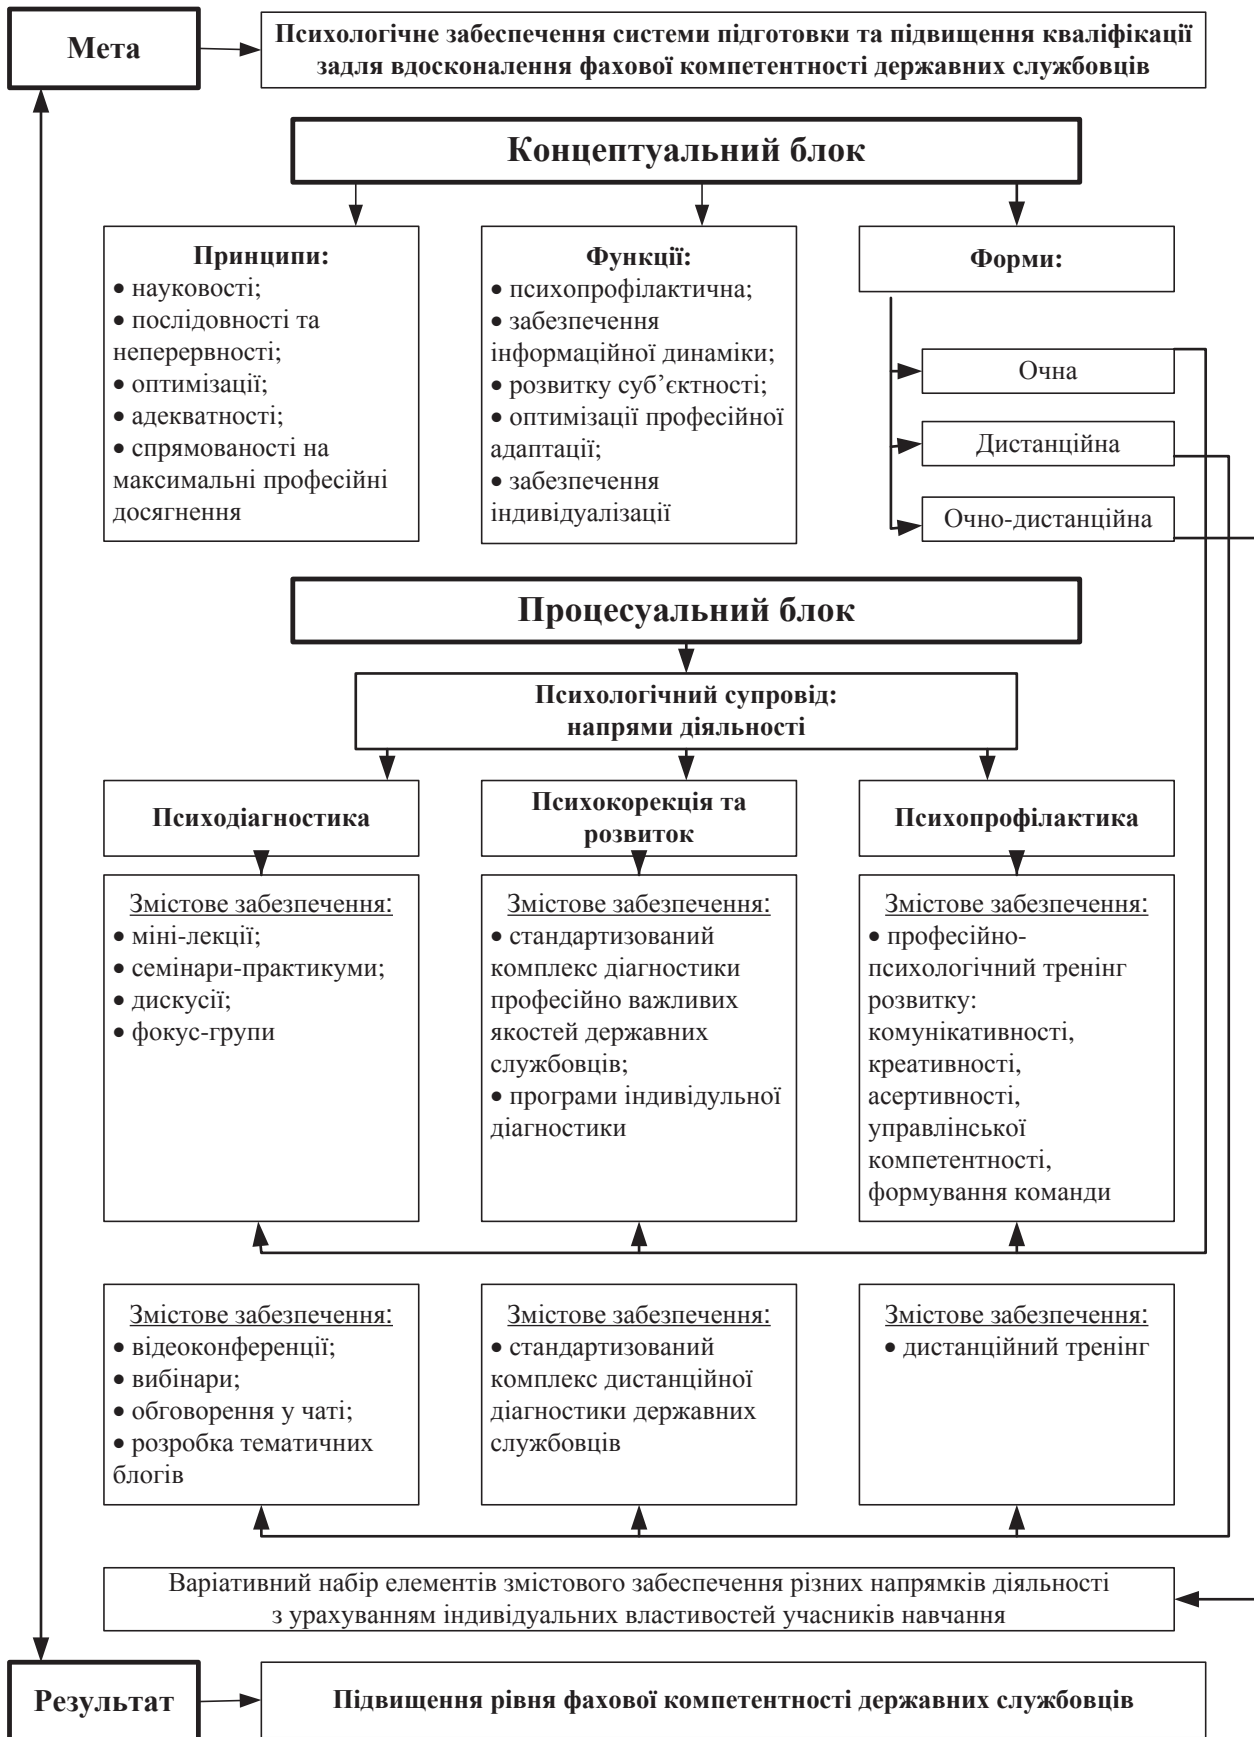 Мета
Психологічне забеспечення системи підготовки та підвищення кваліфікації
задля вдосконалення фахової компетентності державних службовців
Концептуальний блок
Принципи:
• науковості;
• послідовності та
неперервності;
• оптимізації;
• адекватності;
• спрямованості на
максимальні професійні
досягнення
Функції:
• психопрофілактична;
• забезпечення
інформаційної динаміки;
• розвитку суб’єктності;
• оптимізації професійної
адаптації;
• забезпечення
індивідуалізації
Форми:
Очна
Дистанційна
Очно-дистанційна
Процесуальний блок
Психологічний супровід:
напрями діяльності
Психодіагностика
Психокорекція та
розвиток
Психопрофілактика
Змістове забезпечення:
• міні-лекції;
• семінари-практикуми;
• дискусії;
• фокус-групи
Змістове забезпечення:
• стандартизований
комплекс діагностики
професійно важливих
якостей державних
службовців;
• програми індивідульної
діагностики
Змістове забезпечення:
• професійно-
психологічний тренінг
розвитку:
комунікативності,
креативності,
асертивності,
управлінської
компетентності,
формування команди
Змістове забезпечення:
• відеоконференції;
• вибінари;
• обговорення у чаті;
• розробка тематичних
блогів
Змістове забезпечення:
• стандартизований
комплекс дистанційної
діагностики державних
службовців
Змістове забезпечення:
• дистанційний тренінг
Варіативний набір елементів змістового забеспечення різних напрямків діяльності
з урахуванням індивідуальних властивостей учасників навчання
Результат
Підвищення рівня фахової компетентності державних службовців